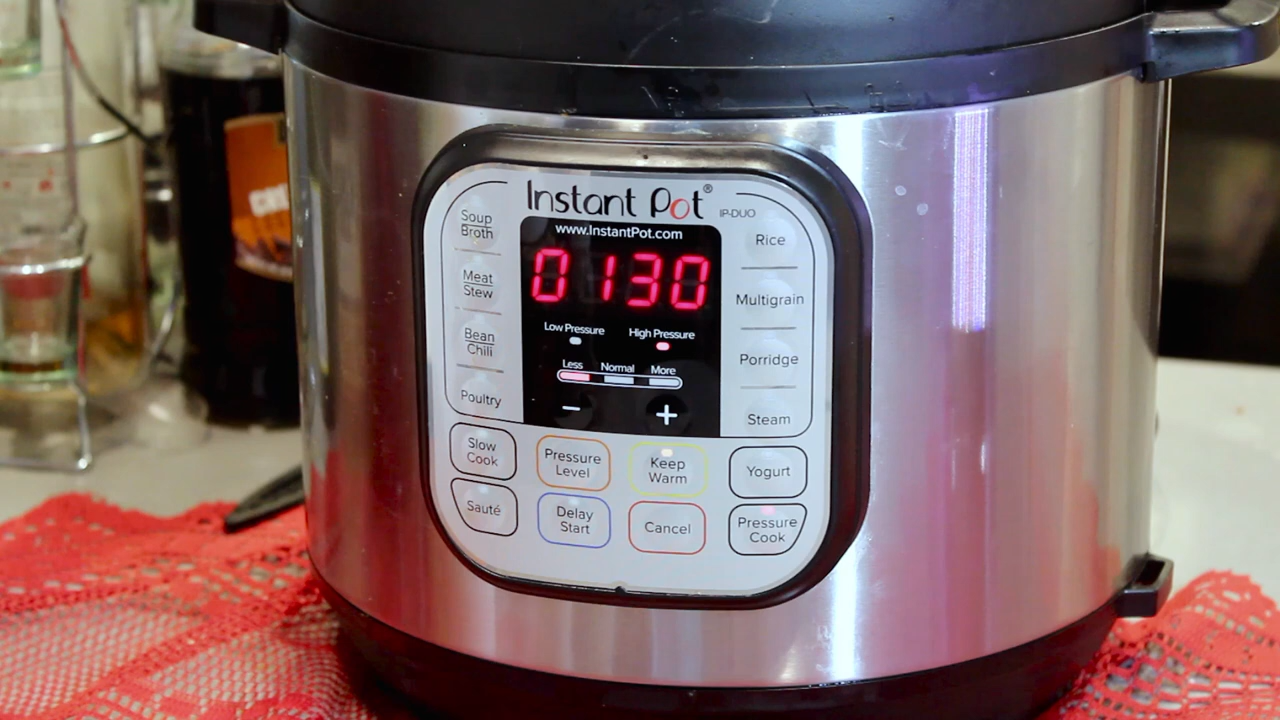 Instant Pot®
IP-DUO
www.InstantPot.com
0130
Low Pressure
High Pressure
Less
Normal
More
−
+
Soup
Broth
Meat
Stew
Bean
Chili
Poultry
Rice
Multigrain
Porridge
Steam
Slow
Cook
Pressure
Level
Keep
Warm
Yogurt
Sauté
Delay
Start
Cancel
Pressure
Cook